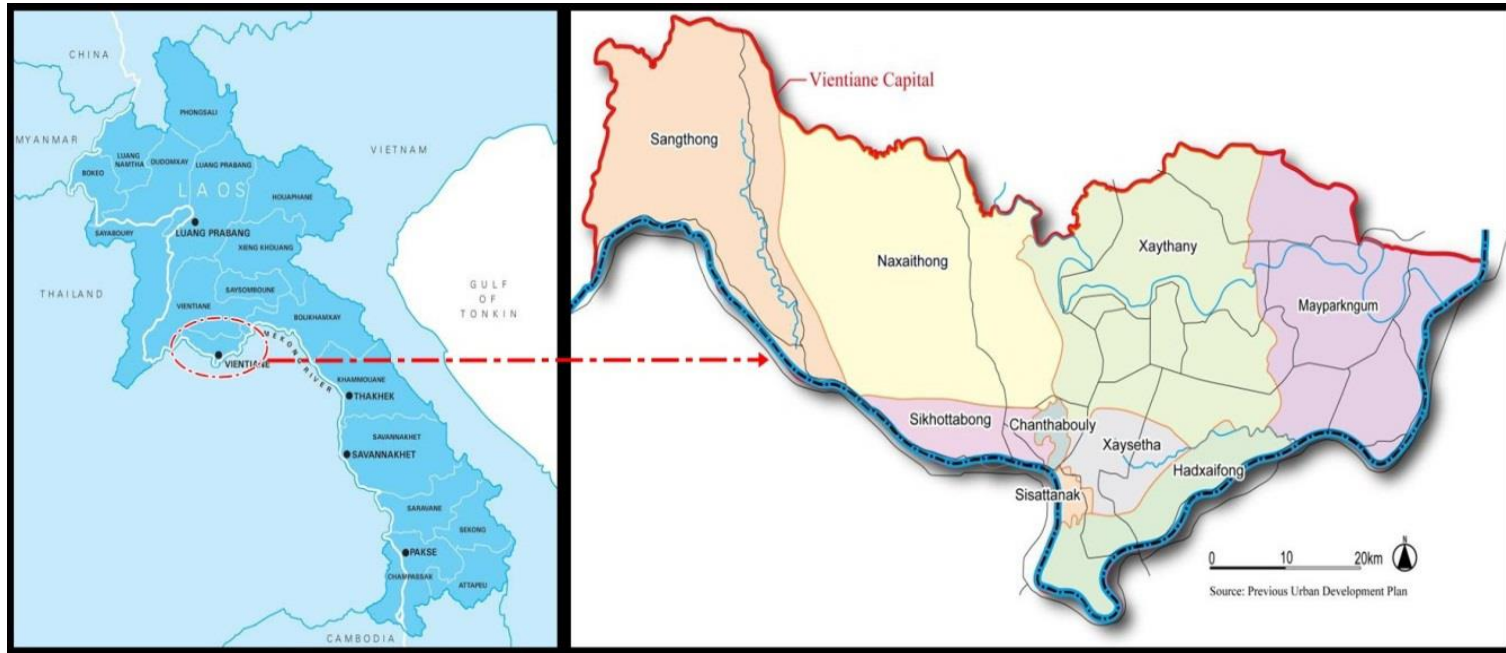 CHINA
MYANMAR
VIETNAM
PHONGSALI
LUANG
NAMTHA
OUDOMXAY
LUANG PRABANG
BOKEO
LAOS
HOUAPHANE
LUANG PRABANG
SAYABOURY
XIENG KHOUANG
THAILAND
VIENTIANE
SAYSOMBOUNE
BOLIKHAMXAY
GULF
OF
TONKIN
MEKONG RIVER
VIENTIANE
KHAMMOUANE
THAKHEK
SAVANNAKHET
SAVANNAKHET
SARAVANE
SEKONG
PAKSE
CHAMPASSAK
ATTAPEU
CAMBODIA
Vientiane Capital
Sangthong
Naxaithong
Xaythany
Mayparkngum
Sikhottabong
Chanthabouly
Xaysetha
Hadxaifong
Sisattanak
N
0 10 20km
Source: Previous Urban Development Plan